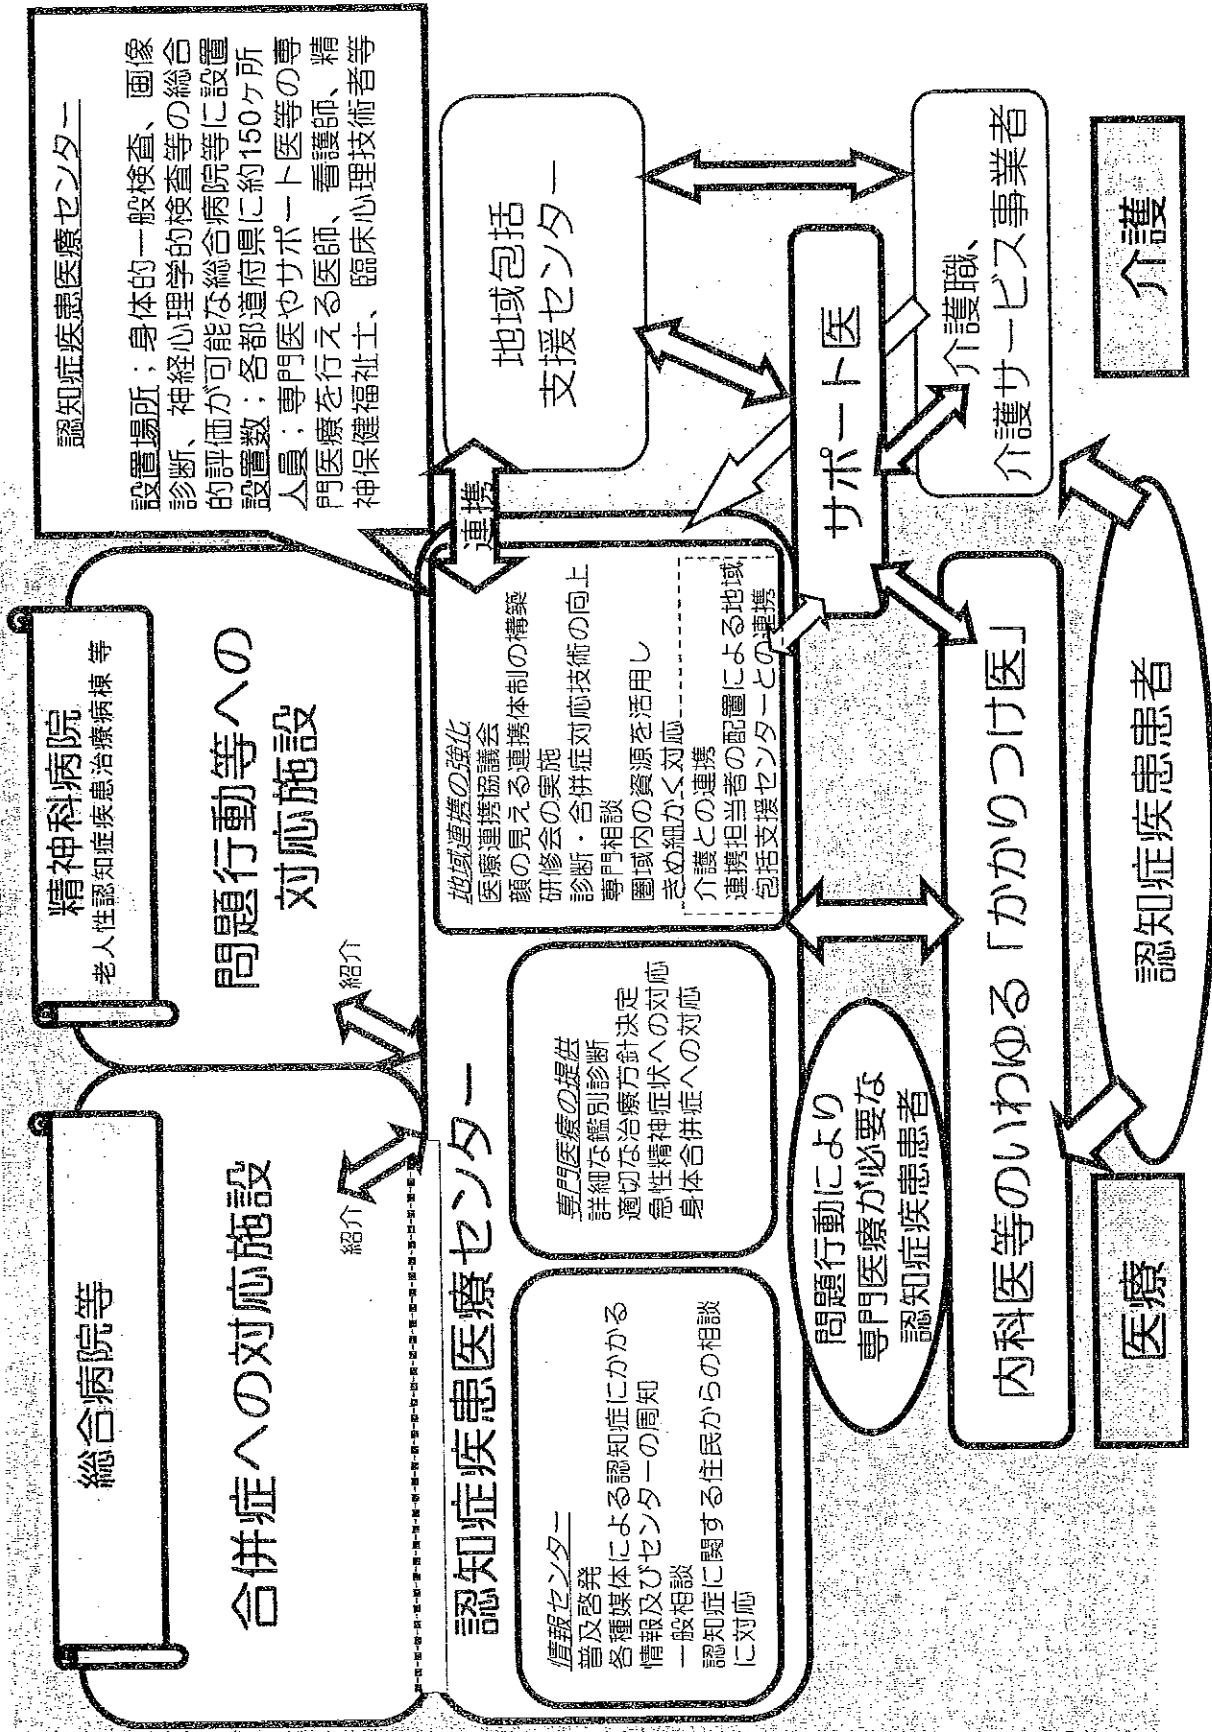 総合病院等
合併症への対応施設
紹介
精神科病院
老人性認知症疾患治療病棟 等
問題行動等への
対応施設
紹介
認知症疾患医療センター
設置場所；身体的一般検査、画像
診断、神経心理学的検査等の総合
的評価が可能な総合病院等に設置
設置数；各都道府県に約150ヶ所
人員；専門医やサポート医等の専
門医療を行える医師、看護師、精
神保健福祉士、臨床心理技術者等
認知症疾患医療センター
情報センター
普及啓発
各種媒体による認知症にかかる
情報及びセンターの周知
一般相談
認知症に関する住民からの相談
に対応
専門医療の提供
詳細な鑑別診断
適切な治療方針決定
急性精神症状への対応
身体合併症への対応
地域連携の強化
医療連携協議会
顔の見える連携体制の構築
研修会の実施
診断・合併症対応技術の向上
専門相談
圏域内の資源を活用し
きめ細かく対応
介護との連携
連携担当者の配置による地域
包括支援センターとの連携
連携
地域包括
支援センター
問題行動により
専門医療が必要な
認知症疾患患者
サポート医
内科医等のいわゆる「かかりつけ医」
介護職、
介護サービス事業者
認知症疾患患者
医療
介護